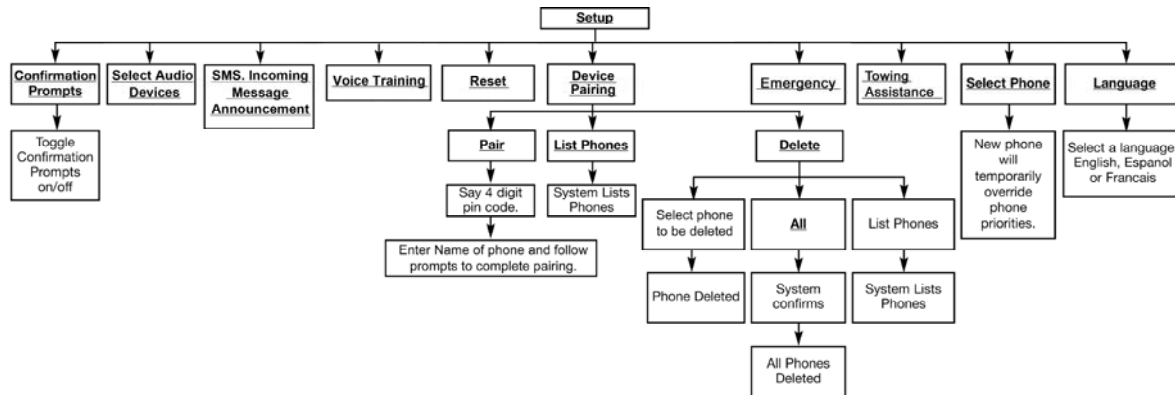 Setup
Confirmation
Prompts
Select Audio
Devices
SMS. Incoming
Message
Announcement
Voice Training
Reset
Device
Pairing
Emergency
Towing
Assistance
Select Phone
Language
Toggle
Confirmation
Prompts
on/off
Pair
List Phones
Delete
New phone
will
temporarily
override
phone
priorities.
Select a language
English, Espanol
or Francais
Say 4 digit
pin code.
System Lists
Phones
Select phone
to be deleted
All
List Phones
Enter Name of phone and follow
prompts to complete pairing.
Phone Deleted
System
confirms
System Lists
Phones
All Phones
Deleted